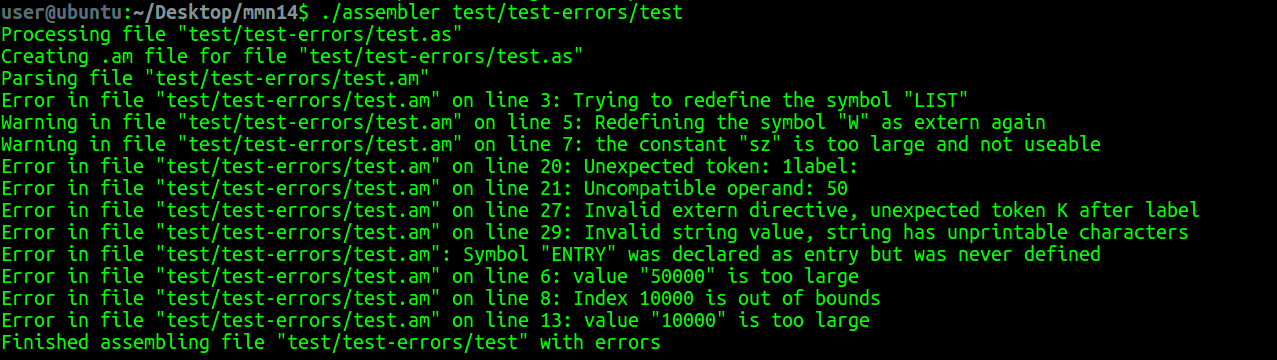 user@ubuntu:~/Desktop/mmn14$ ./assembler test/test-errors/test
Processing file "test/test-errors/test.as"
Creating .am file for file "test/test-errors/test.as"
Parsing file "test/test-errors/test.am"
Error in file "test/test-errors/test.am" on line 3: Trying to redefine the symbol "LIST"
Warning in file "test/test-errors/test.am" on line 5: Redefining the symbol "W" as extern again
Warning in file "test/test-errors/test.am" on line 7: the constant "sz" is too large and not useable
Error in file "test/test-errors/test.am" on line 20: Unexpected token: 1label:
Error in file "test/test-errors/test.am" on line 21: Uncompatible operand: 50
Error in file "test/test-errors/test.am" on line 27: Invalid extern directive, unexpected token K after label
Error in file "test/test-errors/test.am" on line 29: Invalid string value, string has unprintable characters
Error in file "test/test-errors/test.am": Symbol "ENTRY" was declared as entry but was never defined
Error in file "test/test-errors/test.am" on line 6: value "50000" is too large
Error in file "test/test-errors/test.am" on line 8: Index 10000 is out of bounds
Error in file "test/test-errors/test.am" on line 13: value "10000" is too large
Finished assembling file "test/test-errors/test" with errors